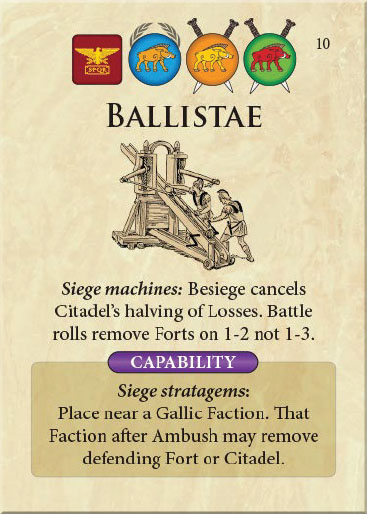 10
SPQR
BALLISTAE
Siege machines: Besiege cancels
Citadel's halving of Losses. Battle
rolls remove Forts on 1-2 not 1-3.
CAPABILITY
Siege stratagems:
Place near a Gallic Faction. That
Faction after Ambush may remove
defending Fort or Citadel.